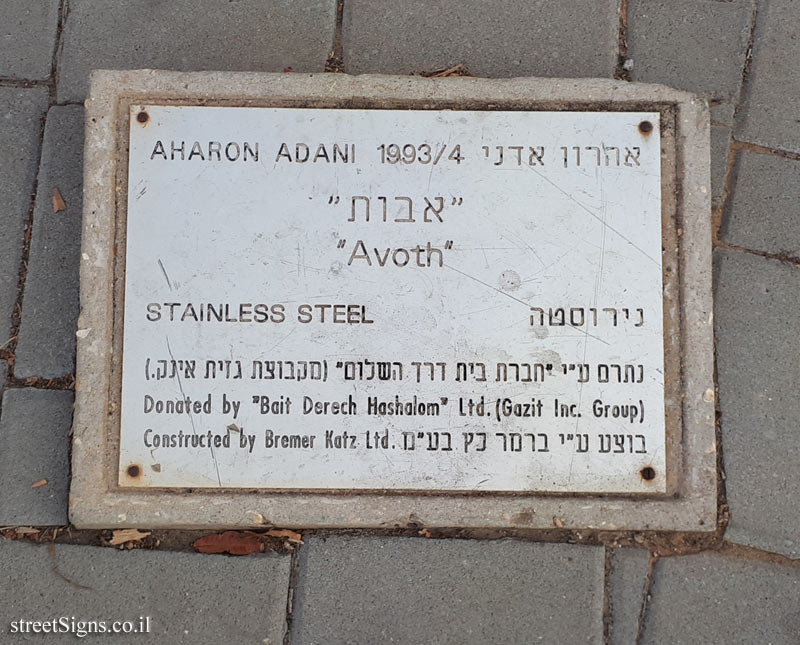 AHARON ADANI 1993/4 אהרון אדני
"אבות"
"Avoth"
STAINLESS STEEL נירוסטה
נתרם ע"י "חברת בית דרך השלום" (מקבוצת גזית אינק.)
Donated by "Bait Derech Hashalom" Ltd. (Gazit Inc. Group)
Constructed by Bremer Katz Ltd. בוצע ע"י ברמר כץ בע"מ
streetSigns.co.il